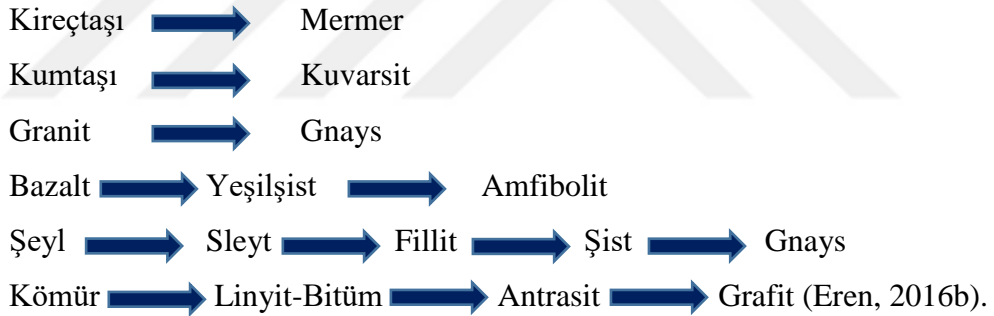 Kireçtaşı Mermer
Kumtaşı Kuvarsit
Granit Gnays
Bazalt Yeşilşist Amfibolit
Şeyl Sleyt Fillit Şist Gnays
Kömür Linyit-Bitüm Antrasit Grafit (Eren, 2016b).